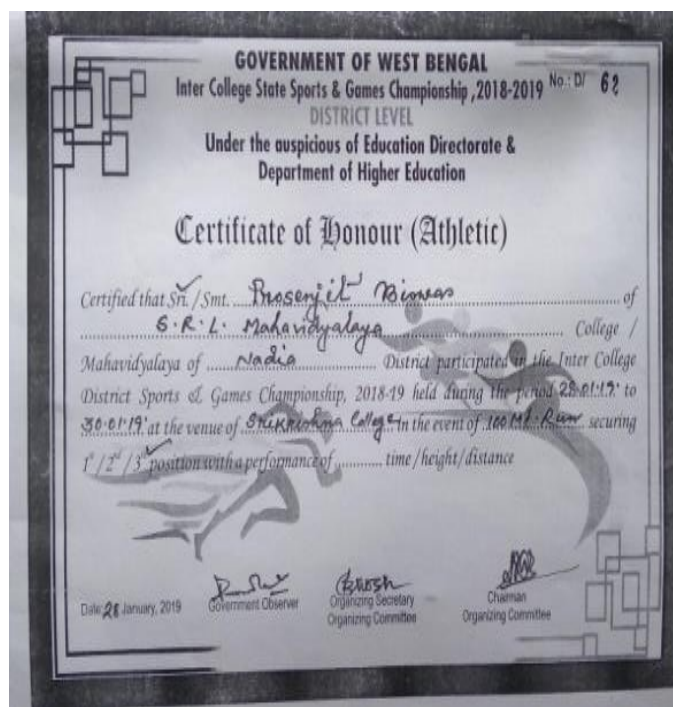 GOVERNMENT OF WEST BENGAL
Inter College State Sports & Games Championship ,2018-2019 No.: D/ 62
DISTRICT LEVEL
Under the auspicious of Education Directorate &
Department of Higher Education
Certificate of Honour (Athletic)
Certified that Sri./Smt. Prosenjit Biswas of
S.R.L. Mahavidyalaya College /
Mahavidyalaya of Nadia District participated in the Inter College
District Sports & Games Championship, 2018-19 held during the period 28.01.19. to
30.01.19. at the venue of Srikrishna College in the event of 100 Mt. Run securing
1st/2nd/3rd position with a performance of ............ time/height/distance
Date: 28 January, 2019 Government Observer Organizing Secretary Chairman
Organizing Committee Organizing Committee